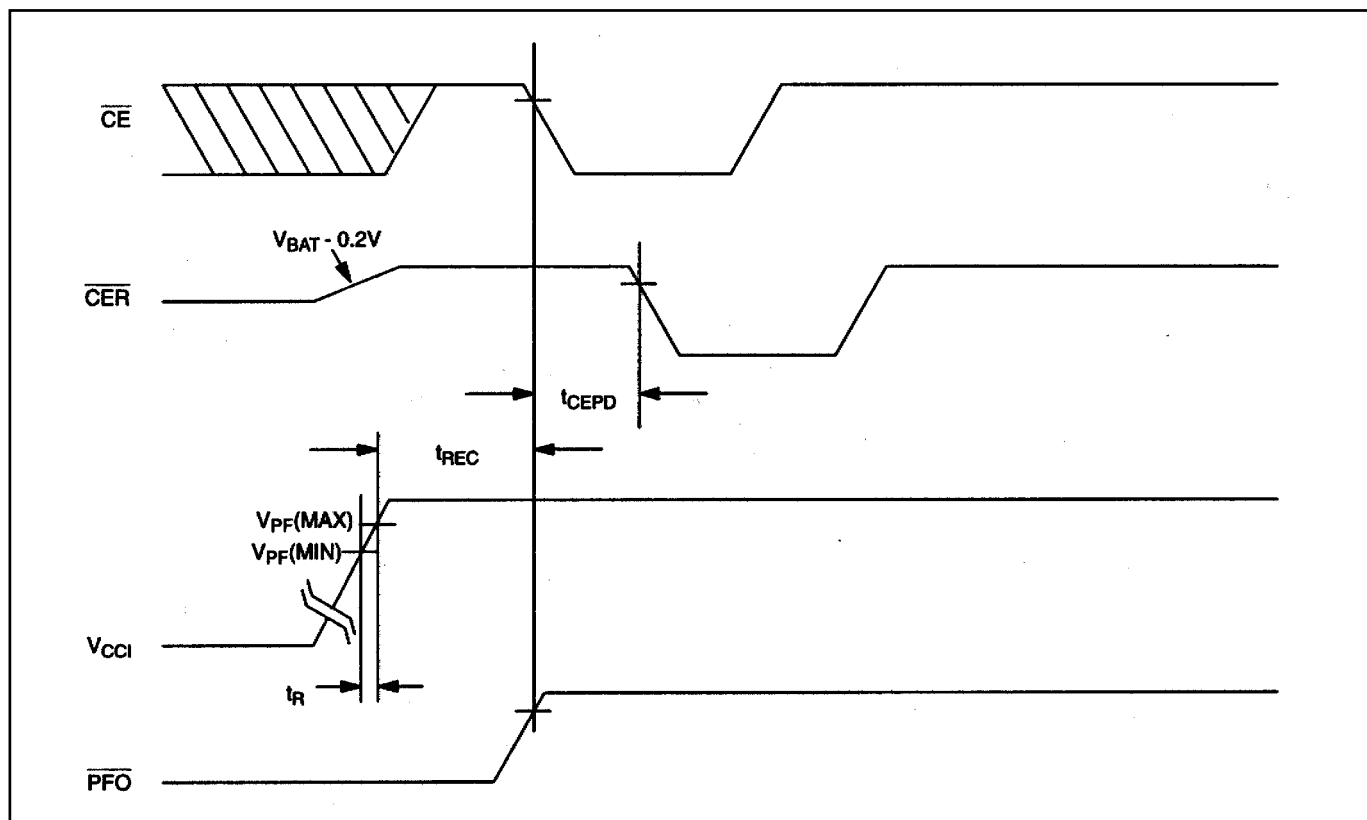 CE
V_BAT - 0.2V
CER
t_CEPD
t_REC
V_PF(MAX)
V_PF(MIN)
V_CCI
t_R
PFO